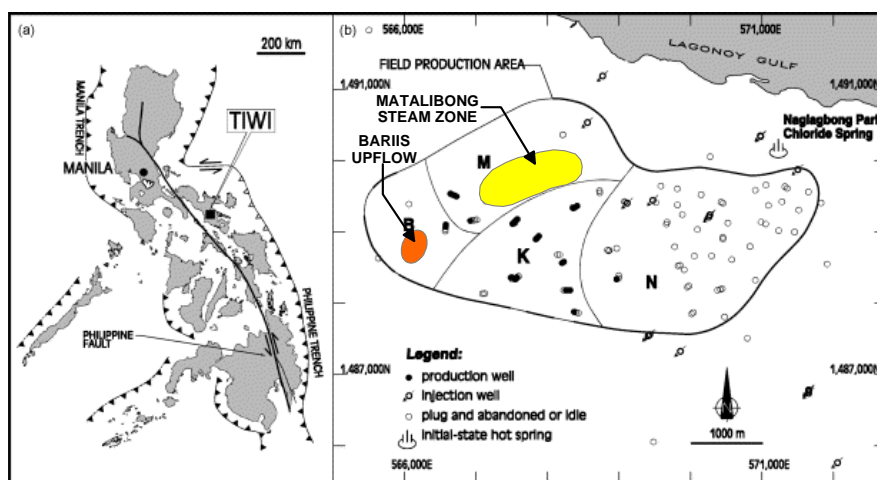 (a)
200 km
MANILA TRENCH
TIWI
MANILA
PHILIPPINE FAULT
PHILIPPINE TRENCH
(b)
566,000E
571,000E
LAGONOY GULF
FIELD PRODUCTION AREA
1,491,000N
1,491,000N
MATALIBONG
STEAM ZONE
Naglagbong Park
Chloride Spring
BARIIS
UPFLOW
M
B
K
N
Legend:
production well
injection well
plug and abandoned or idle
initial-state hot spring
1,487,000N
1,487,000N
N
1000 m
566,000E
571,000E